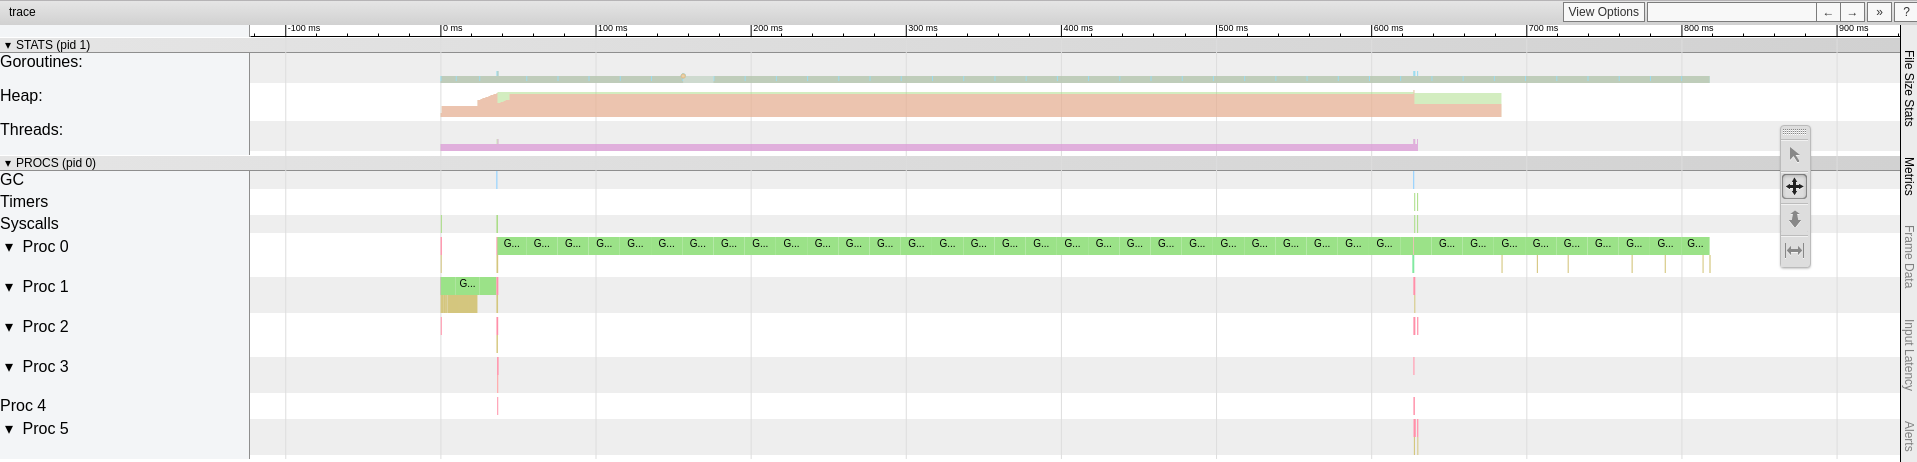 trace
View Options
← → » ?
-100 ms 0 ms 100 ms 200 ms 300 ms 400 ms 500 ms 600 ms 700 ms 800 ms 900 ms
▾ STATS (pid 1)
Goroutines:
Heap:
Threads:
▾ PROCS (pid 0)
GC
Timers
Syscalls
▾ Proc 0
G... G... G... G... G... G... G... G... G... G... G... G... G... G... G... G... G... G... G... G... G... G... G... G... G... G... G... G... G... G... G... G... G... G... G... G... G... G...
▾ Proc 1
G...
▾ Proc 2
▾ Proc 3
Proc 4
▾ Proc 5
File Size Stats
Metrics
Frame Data
Input Latency
Alerts